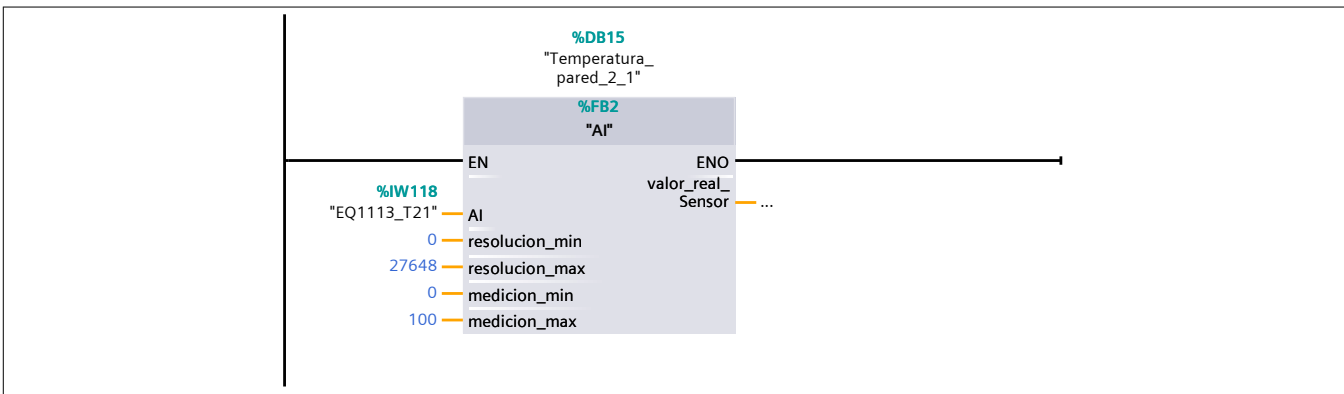 %DB15
"Temperatura_
pared_2_1"
%FB2
"AI"
EN
ENO
%IW118
"EQ1113_T21"
AI
valor_real_
Sensor
...
0
resolucion_min
27648
resolucion_max
0
medicion_min
100
medicion_max